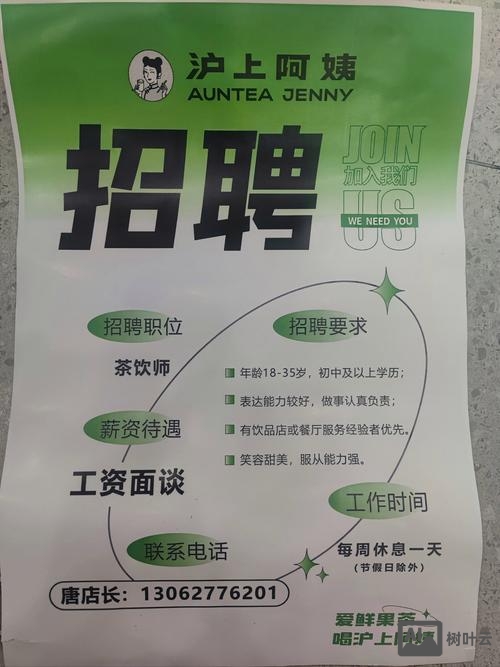 沪上阿姨
AUNTEA JENNY
招聘
JOIN
加入我们
WE NEED YOU
US
招聘职位
茶饮师
薪资待遇
工资面谈
招聘要求
年龄18-35岁，初中及以上学历；
表达能力较好，做事认真负责；
有饮品店或餐厅服务经验者优先。
笑容甜美，服从能力强。
工作时间
每周休息一天
（节假日除外）
联系电话
唐店长：13062776201
爱鲜果茶
喝沪上阿姨
树叶云